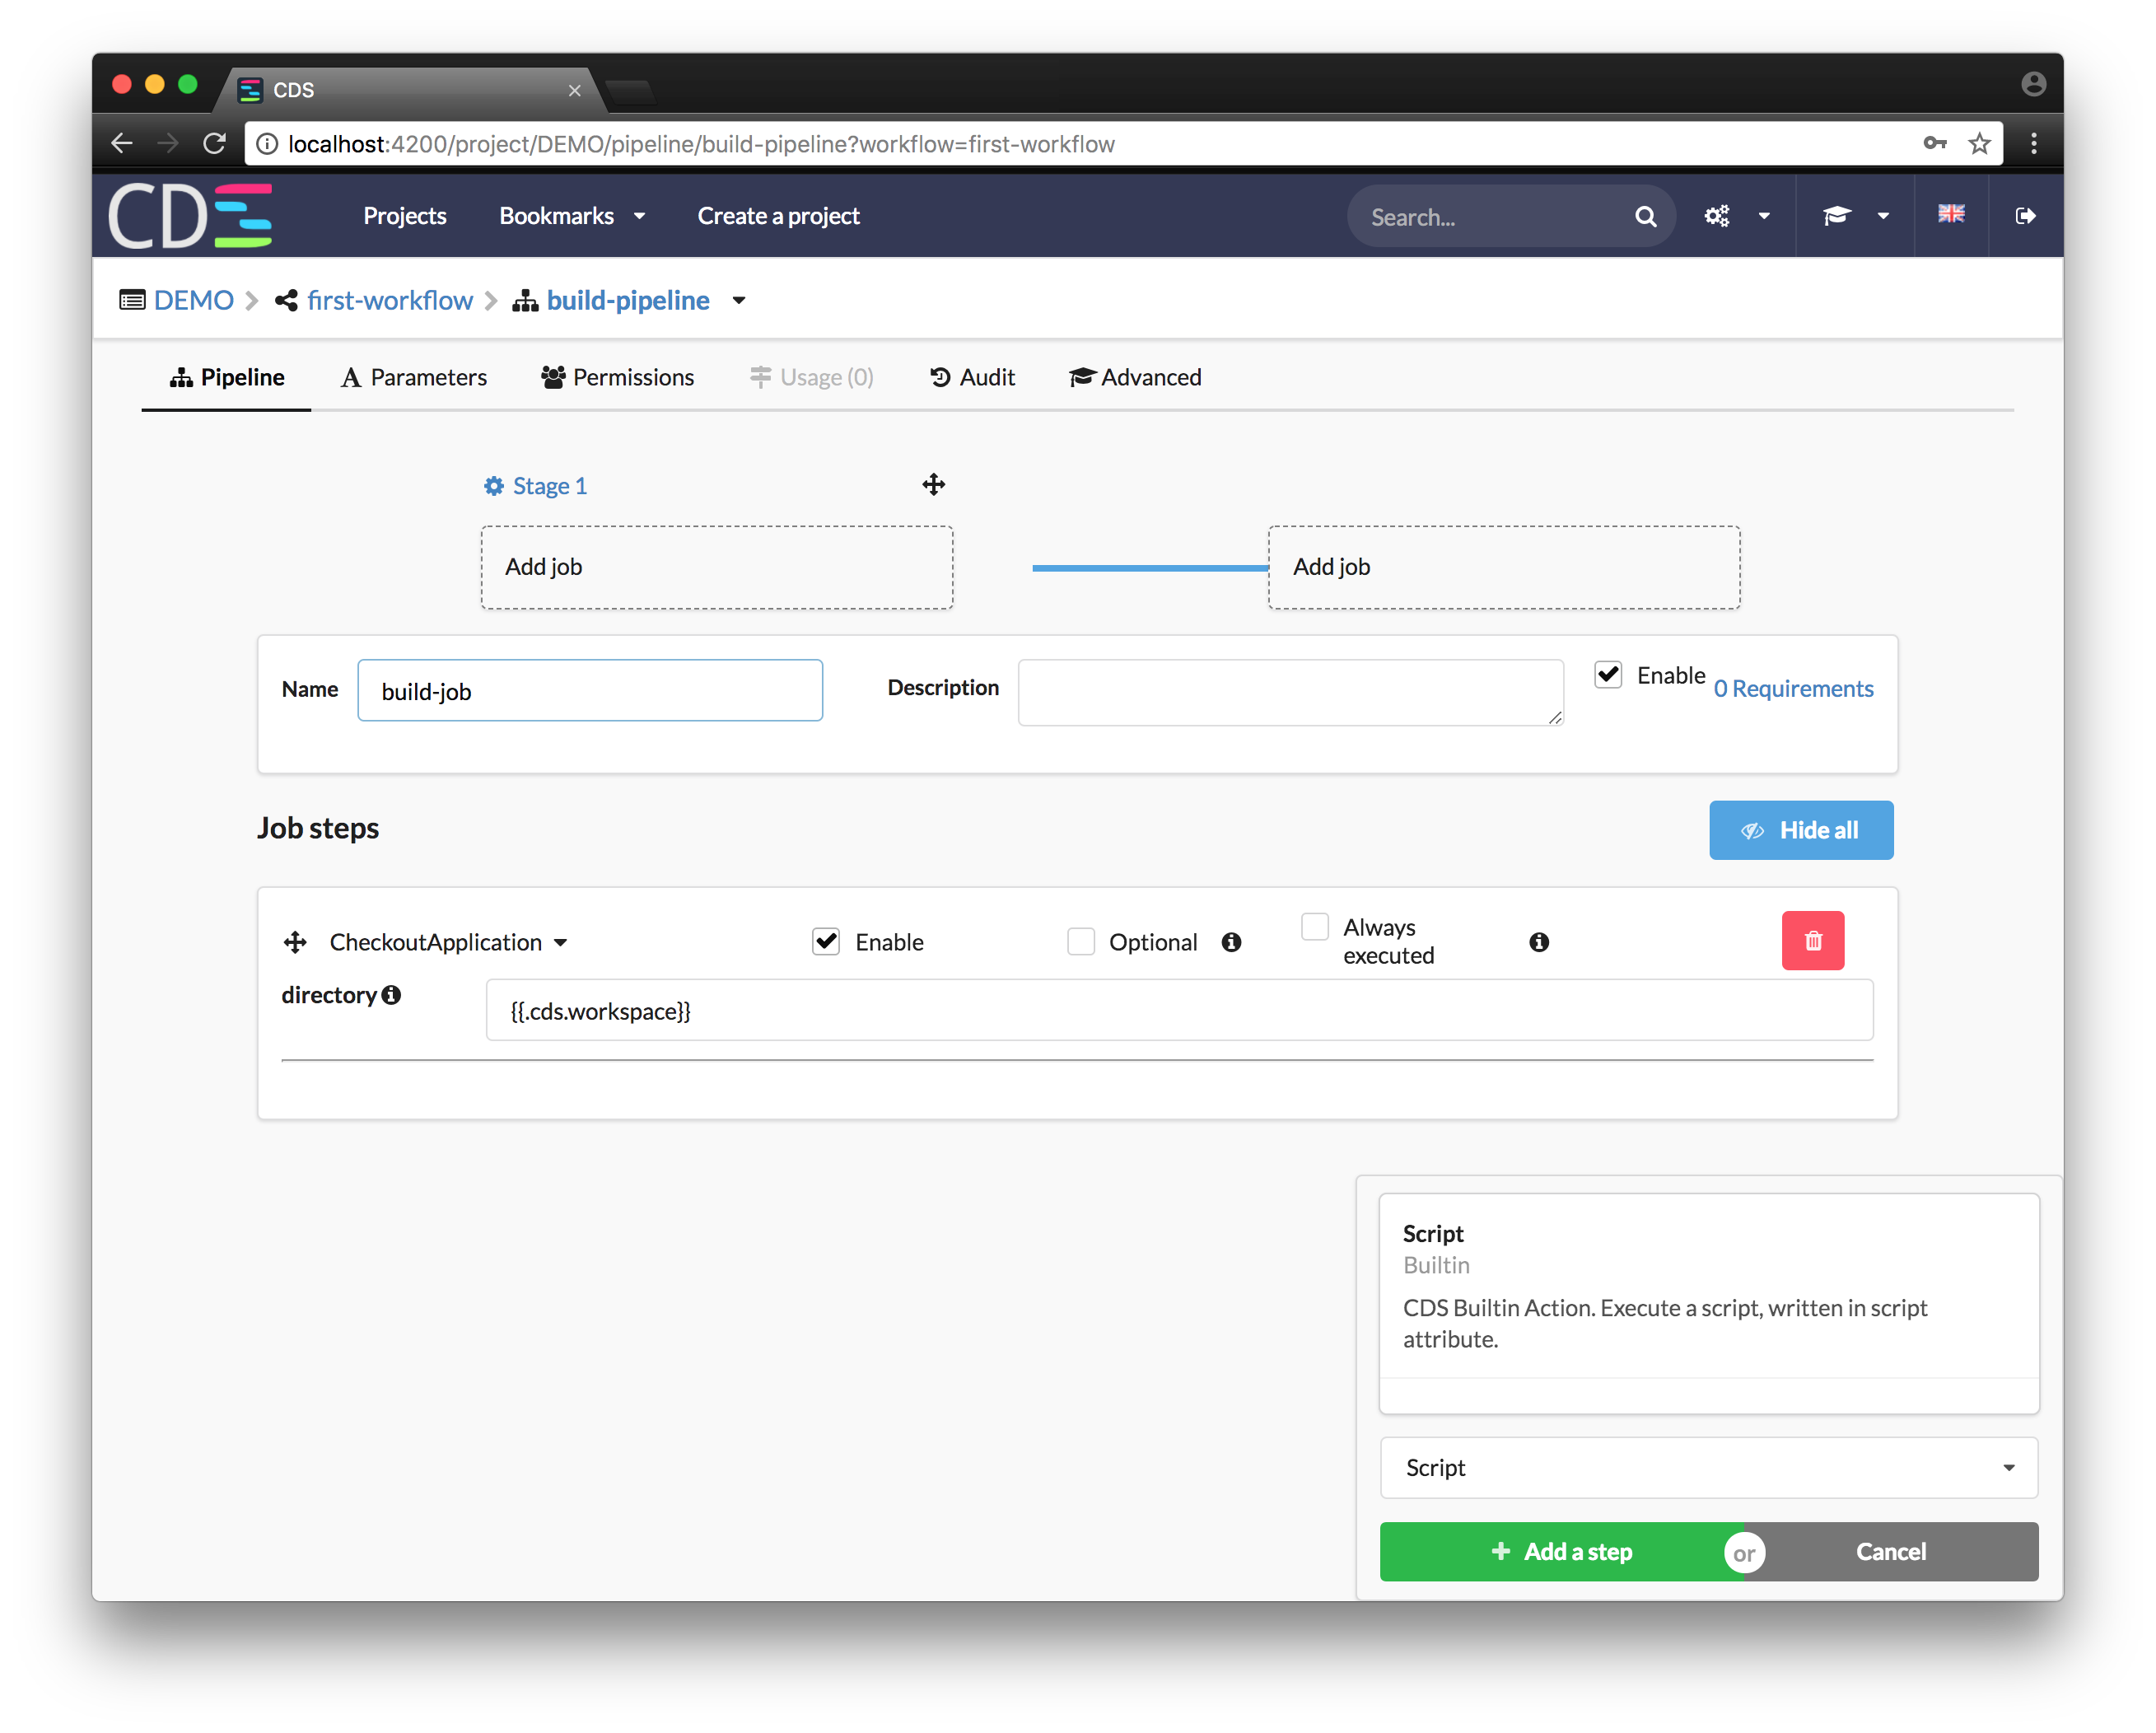 CDS
localhost:4200/project/DEMO/pipeline/build-pipeline?workflow=first-workflow
CDS Projects Bookmarks Create a project Search...
DEMO first-workflow build-pipeline
Pipeline Parameters Permissions Usage (0) Audit Advanced
Stage 1
Add job Add job
Name build-job Description Enable 0 Requirements
Job steps Hide all
CheckoutApplication Enable Optional Always
executed
directory {{.cds.workspace}}
Script
Builtin
CDS Builtin Action. Execute a script, written in script
attribute.
Script
Add a step or Cancel